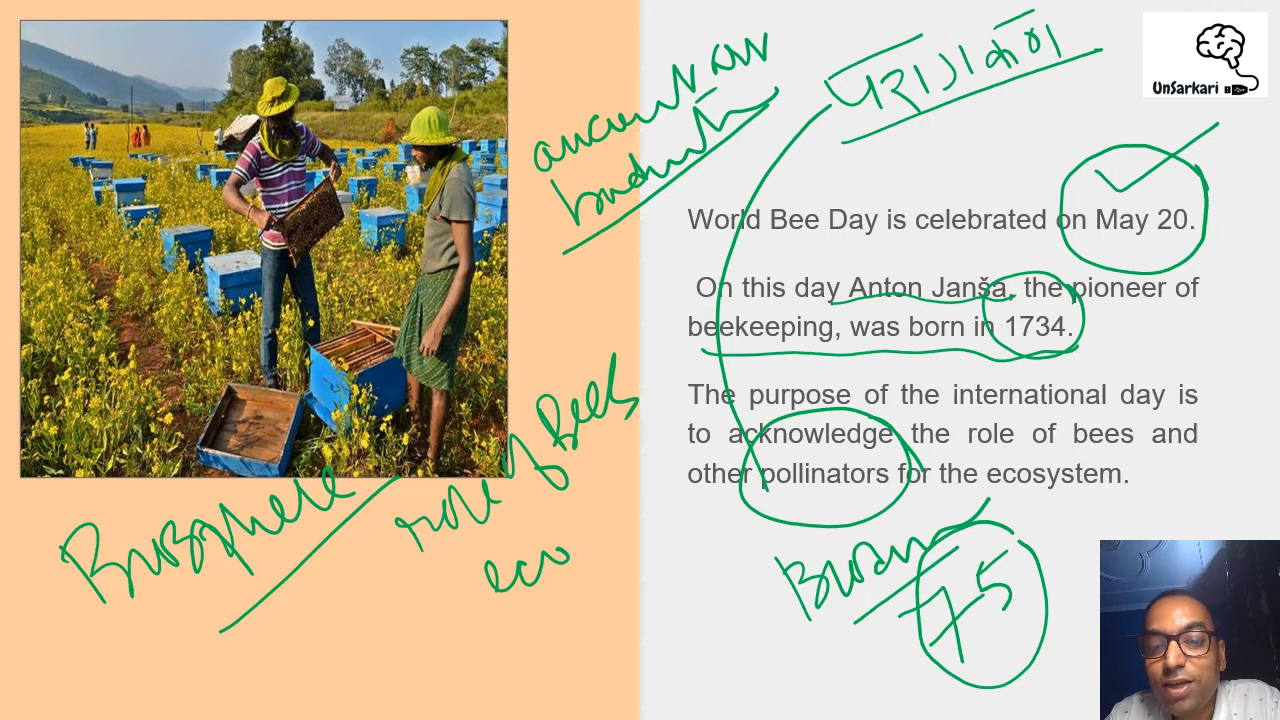 UnSarkari
World Bee Day is celebrated on May 20.
On this day Anton Janša, the pioneer of
beekeeping, was born in 1734.
The purpose of the international day is
to acknowledge the role of bees and
other pollinators for the ecosystem.
role of Bees
eco
75